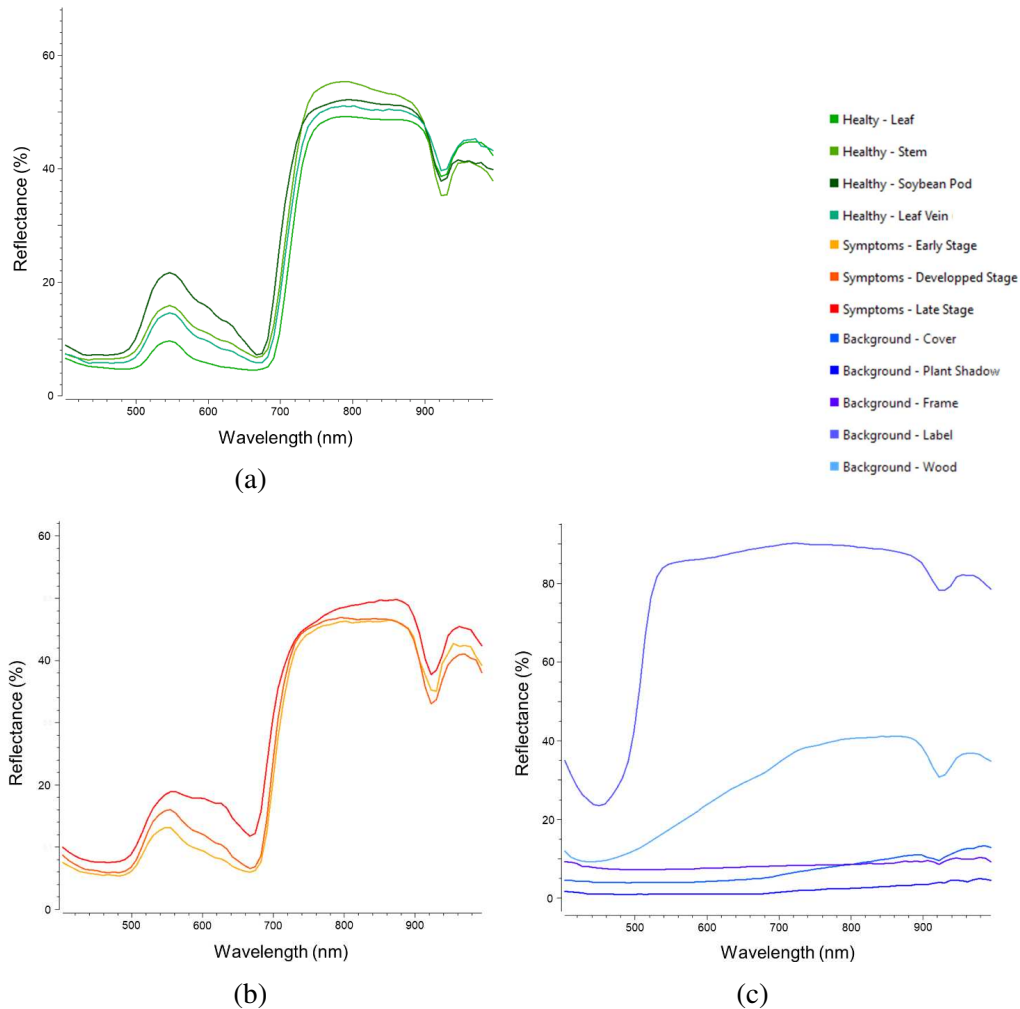 60
40
20
0
Reflectance (%)
500
600
700
800
900
Wavelength (nm)
(a)
Healty - Leaf
Healthy - Stem
Healthy - Soybean Pod
Healthy - Leaf Vein
Symptoms - Early Stage
Symptoms - Developped Stage
Symptoms - Late Stage
Background - Cover
Background - Plant Shadow
Background - Frame
Background - Label
Background - Wood
60
40
20
0
Reflectance (%)
500
600
700
800
900
Wavelength (nm)
(b)
80
60
40
20
0
Reflectance (%)
500
600
700
800
900
Wavelength (nm)
(c)